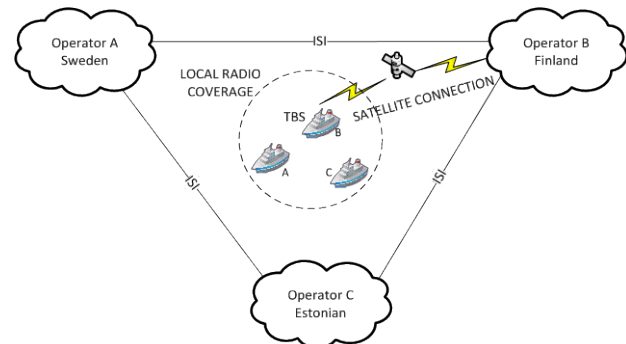 Operator A
Sweden
ISI
Operator B
Finland
LOCAL RADIO
COVERAGE
SATELLITE CONNECTION
TBS
B
A
C
ISI
ISI
Operator C
Estonian